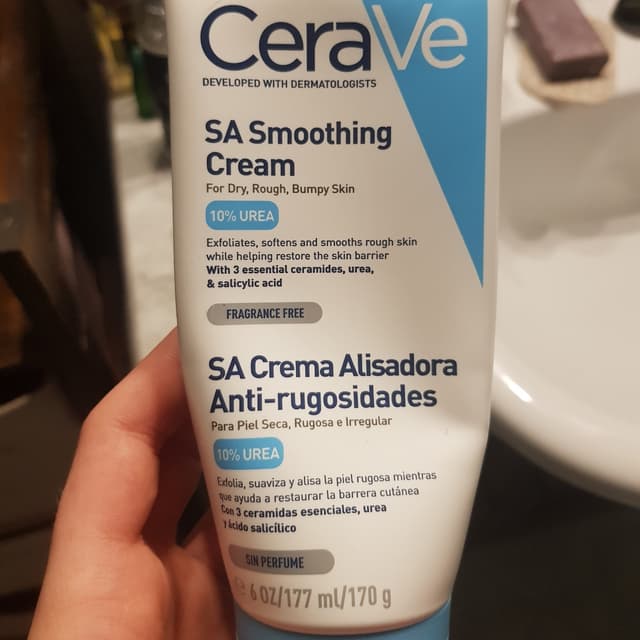 CeraVe
DEVELOPED WITH DERMATOLOGISTS
SA Smoothing
Cream
For Dry, Rough, Bumpy Skin
10% UREA
Exfoliates, softens and smooths rough skin
while helping restore the skin barrier
With 3 essential ceramides, urea,
& salicylic acid
FRAGRANCE FREE
SA Crema Alisadora
Anti-rugosidades
Para Piel Seca, Rugosa e Irregular
10% UREA
Exfolia, suaviza y alisa la piel rugosa mientras
que ayuda a restaurar la barrera cutánea
Con 3 ceramidas esenciales, urea
y ácido salicílico
SIN PERFUME
℮ 6 OZ/177 ml/170 g